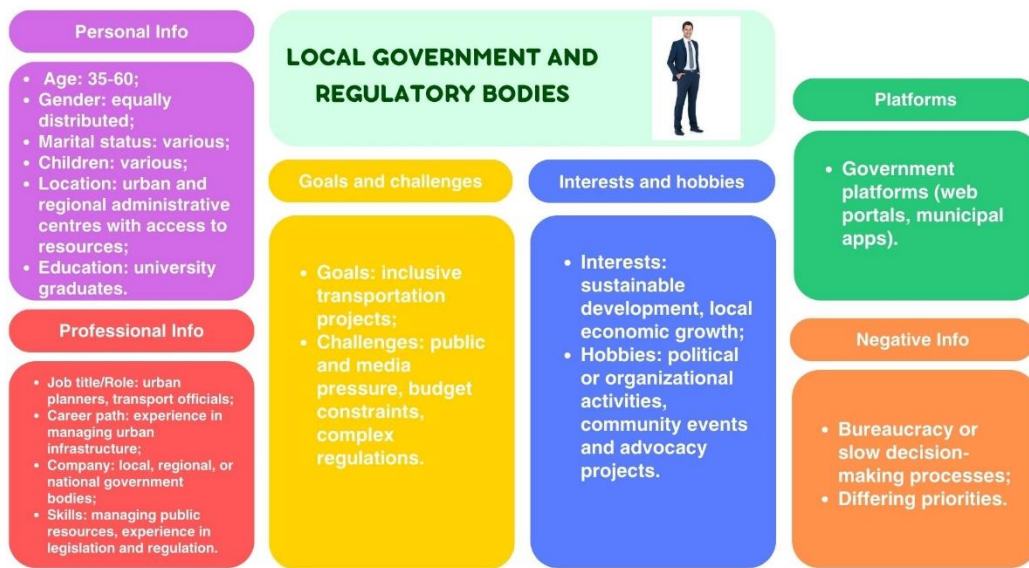 Personal Info
• Age: 35-60;
• Gender: equally
distributed;
• Marital status: various;
• Children: various;
• Location: urban and
regional administrative
centres with access to
resources;
• Education: university
graduates.
Professional Info
• Job title/Role: urban
planners, transport officials;
• Career path: experience in
managing urban
infrastructure;
• Company: local, regional, or
national government
bodies;
• Skills: managing public
resources, experience in
legislation and regulation.
LOCAL GOVERNMENT AND
REGULATORY BODIES
Goals and challenges
• Goals: inclusive
transportation
projects;
• Challenges: public
and media
pressure, budget
constraints,
complex
regulations.
Interests and hobbies
• Interests:
sustainable
development, local
economic growth;
• Hobbies: political
or organizational
activities,
community events
and advocacy
projects.
Platforms
• Government
platforms (web
portals, municipal
apps).
Negative Info
• Bureaucracy or
slow decision-
making processes;
• Differing priorities.